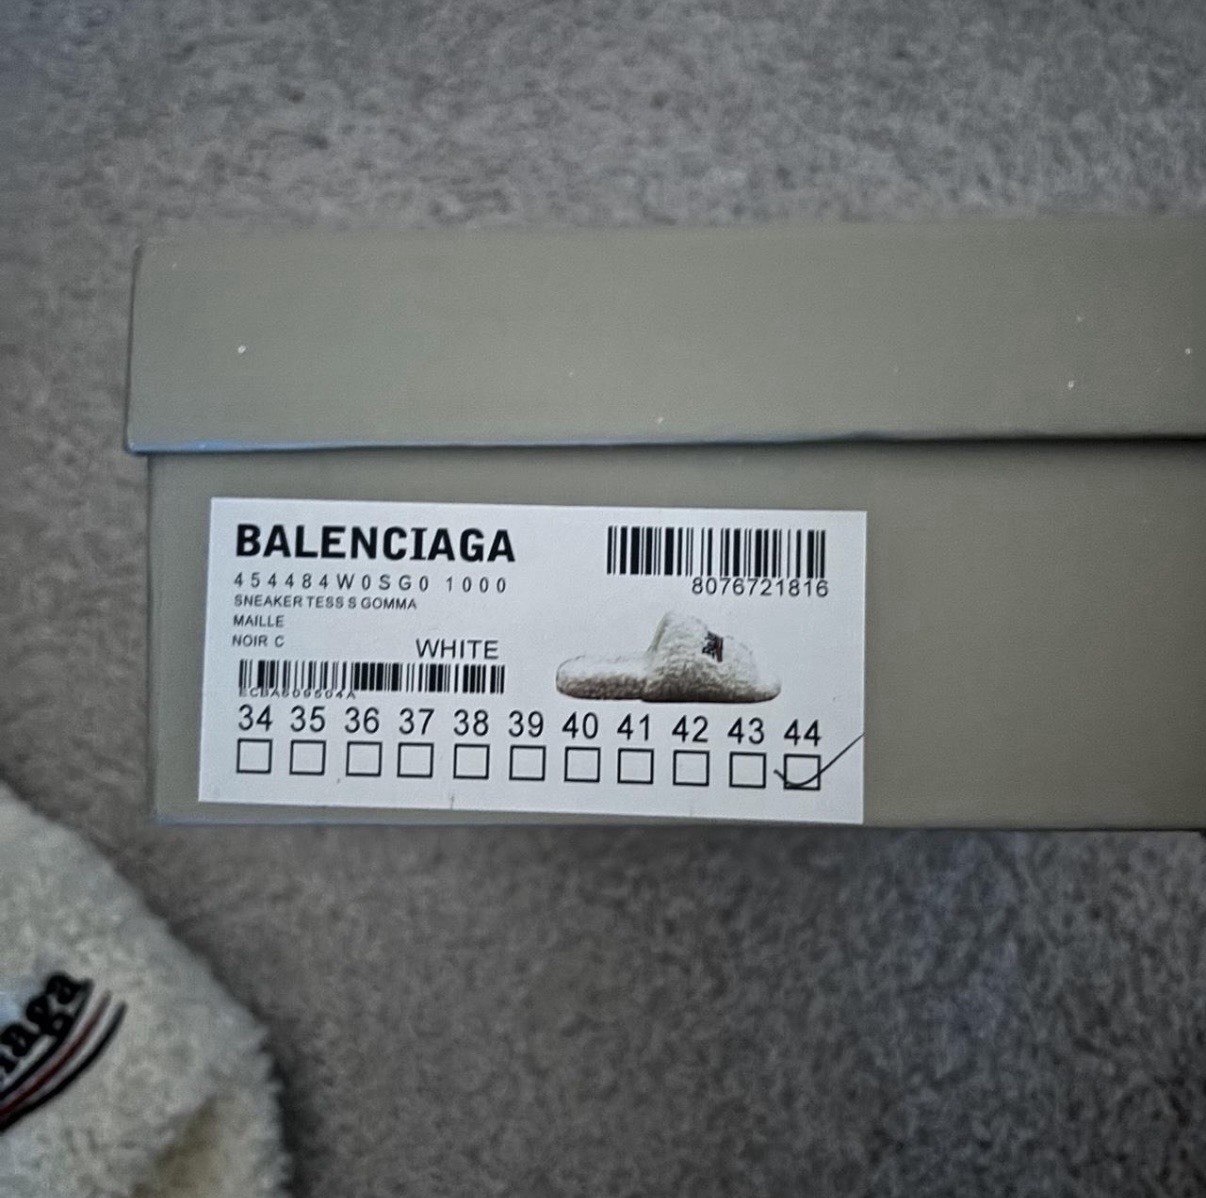 BALENCIAGA
454484W0SG0 1000
SNEAKER TESS S GOMMA
MAILLE
NOIR C
WHITE
8076721816
34 35 36 37 38 39 40 41 42 43 44